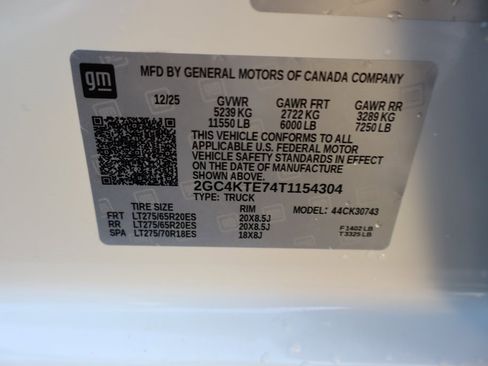 gm
MFD BY GENERAL MOTORS OF CANADA COMPANY
12/25 GVWR GAWR FRT GAWR RR
5239 KG 2722 KG 3289 KG
11550 LB 6000 LB 7250 LB
THIS VEHICLE CONFORMS TO ALL
APPLICABLE U.S. FEDERAL MOTOR
VEHICLE SAFETY STANDARDS IN EFFECT
ON THE DATE OF MANUFACTURE
SHOWN ABOVE.
2GC4KTE74T1154304
TYPE: TRUCK
TIRE SIZE RIM MODEL: 44CK30743
FRT LT275/65R20ES 20X8.5J
RR LT275/65R20ES 20X8.5J F1402 LB
SPA LT275/70R18ES 18X8J T3325 LB